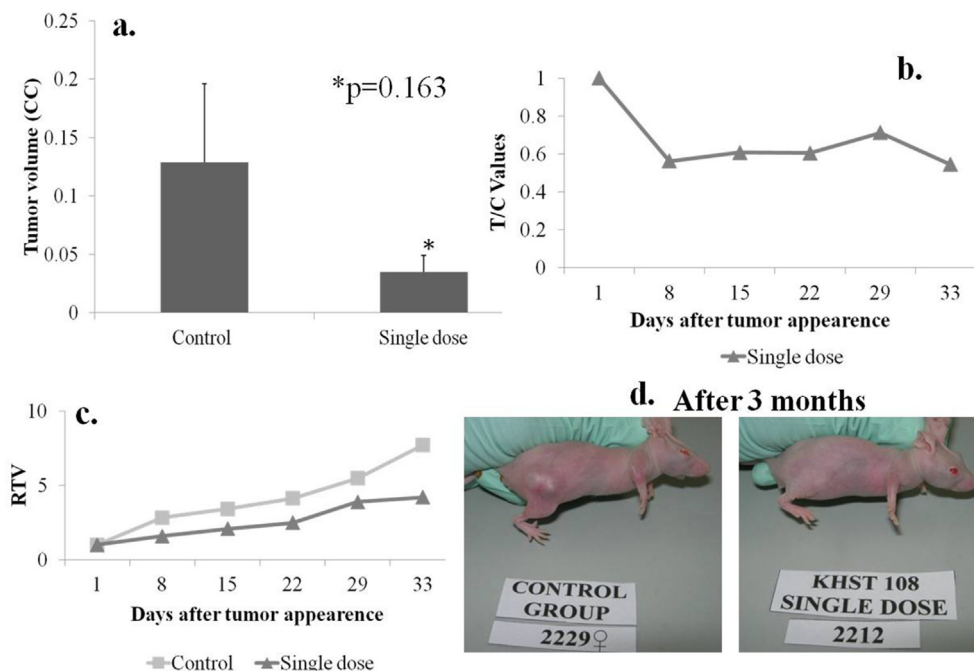 a.
Tumor volume (CC)
0.25
0.2
0.15
0.1
0.05
0
*p=0.163
*
Control
Single dose
b.
T/C Values
1
0.8
0.6
0.4
0.2
0
1 8 15 22 29 33
Days after tumor appearence
Single dose
c.
RTV
10
5
0
1 8 15 22 29 33
Days after tumor appearence
Control Single dose
d. After 3 months
CONTROL
GROUP
2229♀
KHST 108
SINGLE DOSE
2212